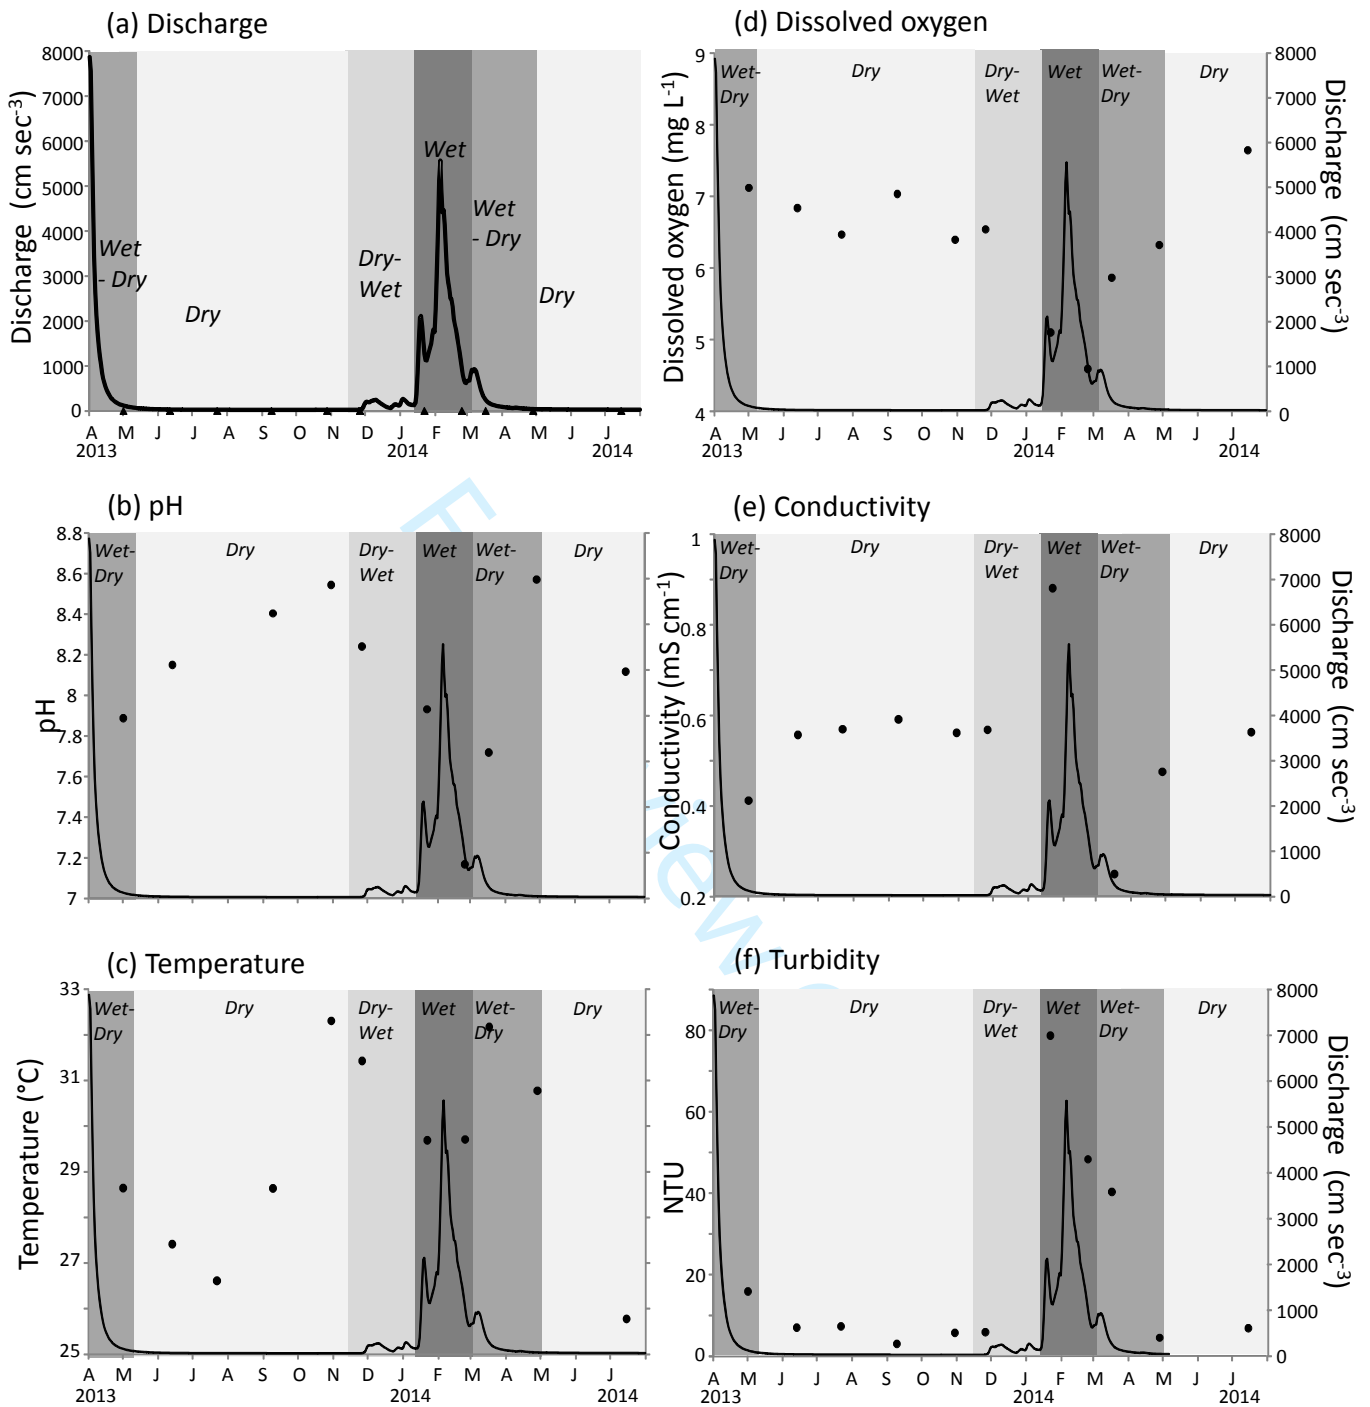 (a) Discharge
8000
7000
6000
5000
4000
3000
2000
1000
0
Discharge (cm sec-3)
Wet
- Dry
Dry
Dry-
Wet
Wet
Wet
- Dry
Dry
A M J J A S O N D J F M A M J J
2013 2014 2014
(d) Dissolved oxygen
9
8
7
6
5
4
Dissolved oxygen (mg L-1)
Wet-
Dry
Dry
Dry-
Wet
Wet
Wet-
Dry
Dry
8000
7000
6000
5000
4000
3000
2000
1000
0
Discharge (cm sec-3)
A M J J A S O N D J F M A M J J
2013 2014 2014
(b) pH
8.8
8.6
8.4
8.2
8
7.8
7.6
7.4
7.2
7
pH
Wet-
Dry
Dry
Dry-
Wet
Wet
Wet-
Dry
Dry
(e) Conductivity
1
0.8
0.6
0.4
0.2
Conductivity (mS cm-1)
Wet-
Dry
Dry
Dry-
Wet
Wet
Wet-
Dry
Dry
8000
7000
6000
5000
4000
3000
2000
1000
0
Discharge (cm sec-3)
(c) Temperature
33
31
29
27
25
Temperature (°C)
Wet-
Dry
Dry
Dry-
Wet
Wet
Wet-
Dry
Dry
A M J J A S O N D J F M A M J J
2013 2014 2014
(f) Turbidity
80
60
40
20
0
NTU
Wet-
Dry
Dry
Dry-
Wet
Wet
Wet-
Dry
Dry
8000
7000
6000
5000
4000
3000
2000
1000
0
Discharge (cm sec-3)
A M J J A S O N D J F M A M J J
2013 2014 2014